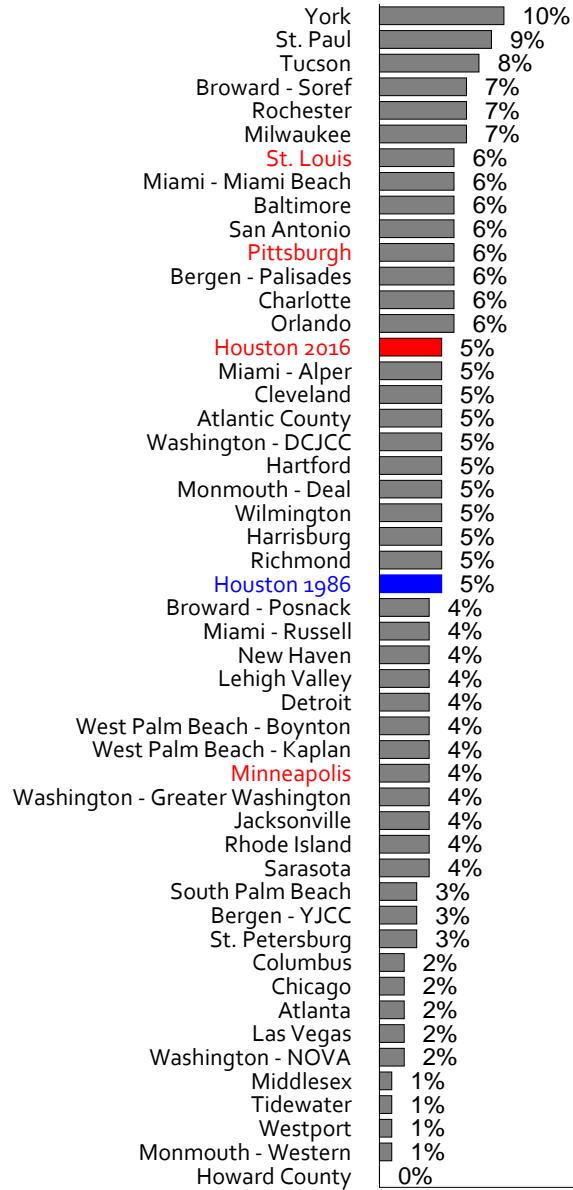 York 10%
St. Paul 9%
Tucson 8%
Broward - Soref 7%
Rochester 7%
Milwaukee 7%
St. Louis 6%
Miami - Miami Beach 6%
Baltimore 6%
San Antonio 6%
Pittsburgh 6%
Bergen - Palisades 6%
Charlotte 6%
Orlando 6%
Houston 2016 5%
Miami - Alper 5%
Cleveland 5%
Atlantic County 5%
Washington - DCJCC 5%
Hartford 5%
Monmouth - Deal 5%
Wilmington 5%
Harrisburg 5%
Richmond 5%
Houston 1986 5%
Broward - Posnack 4%
Miami - Russell 4%
New Haven 4%
Lehigh Valley 4%
Detroit 4%
West Palm Beach - Boynton 4%
West Palm Beach - Kaplan 4%
Minneapolis 4%
Washington - Greater Washington 4%
Jacksonville 4%
Rhode Island 4%
Sarasota 4%
South Palm Beach 3%
Bergen - YJCC 3%
St. Petersburg 3%
Columbus 2%
Chicago 2%
Atlanta 2%
Las Vegas 2%
Washington - NOVA 2%
Middlesex 1%
Tidewater 1%
Westport 1%
Monmouth - Western 1%
Howard County 0%